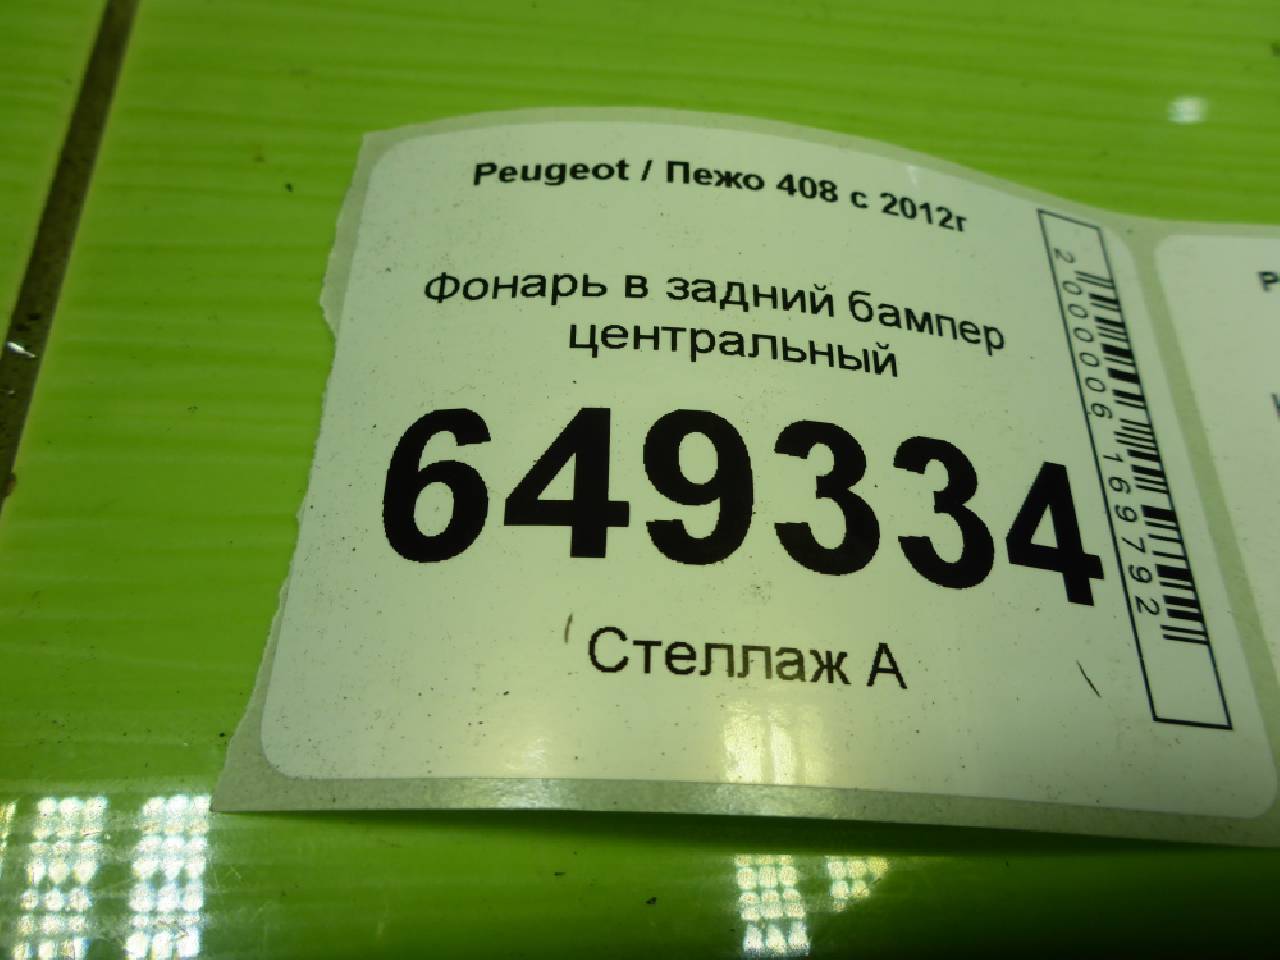 Peugeot / Пежо 408 с 2012г
Фонарь в задний бампер
центральный
649334
Стеллаж А
2000006169792
P